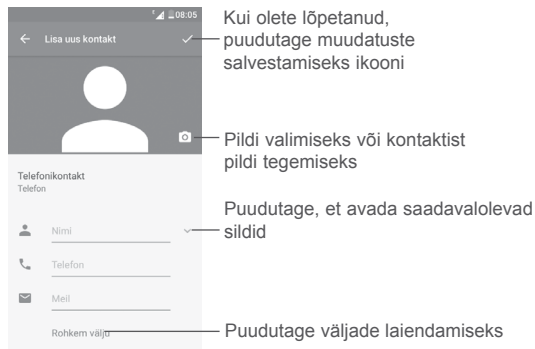 08:05
Lisa uus kontakt
Kui olete lõpetanud,
puudutage muudatuste
salvestamiseks ikooni
Pildi valimiseks või kontaktist
pildi tegemiseks
Telefonikontakt
Telefon
Puudutage, et avada saadavalolevad
sildid
Nimi
Telefon
Meil
Rohkem välju
Puudutage väljade laiendamiseks